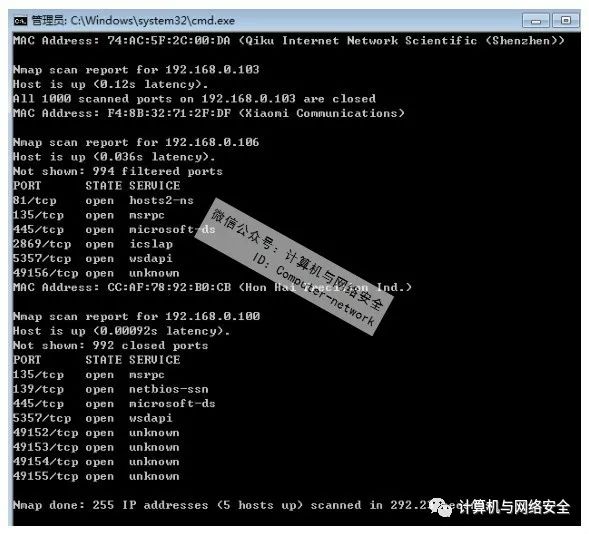 管理员: C:\Windows\system32\cmd.exe
MAC Address: 74:AC:5F:2C:00:DA (Qiku Internet Network Scientific (Shenzhen))
Nmap scan report for 192.168.0.103
Host is up (0.12s latency).
All 1000 scanned ports on 192.168.0.103 are closed
MAC Address: F4:8B:32:71:2F:DF (Xiaomi Communications)
Nmap scan report for 192.168.0.106
Host is up (0.036s latency).
Not shown: 994 filtered ports
PORT STATE SERVICE
81/tcp open hosts2-ns
135/tcp open msrpc
445/tcp open microsoft-ds
2869/tcp open icslap
5357/tcp open wsdapi
49156/tcp open unknown
MAC Address: CC:AF:78:92:B0:CB (Hon Hai Precision Ind.)
微信公众号: 计算机与网络安全
ID: Computer-network
Nmap scan report for 192.168.0.100
Host is up (0.00092s latency).
Not shown: 992 closed ports
PORT STATE SERVICE
135/tcp open msrpc
139/tcp open netbios-ssn
445/tcp open microsoft-ds
5357/tcp open wsdapi
49152/tcp open unknown
49153/tcp open unknown
49154/tcp open unknown
49155/tcp open unknown
Nmap done: 255 IP addresses (5 hosts up) scanned in
计算机与网络安全